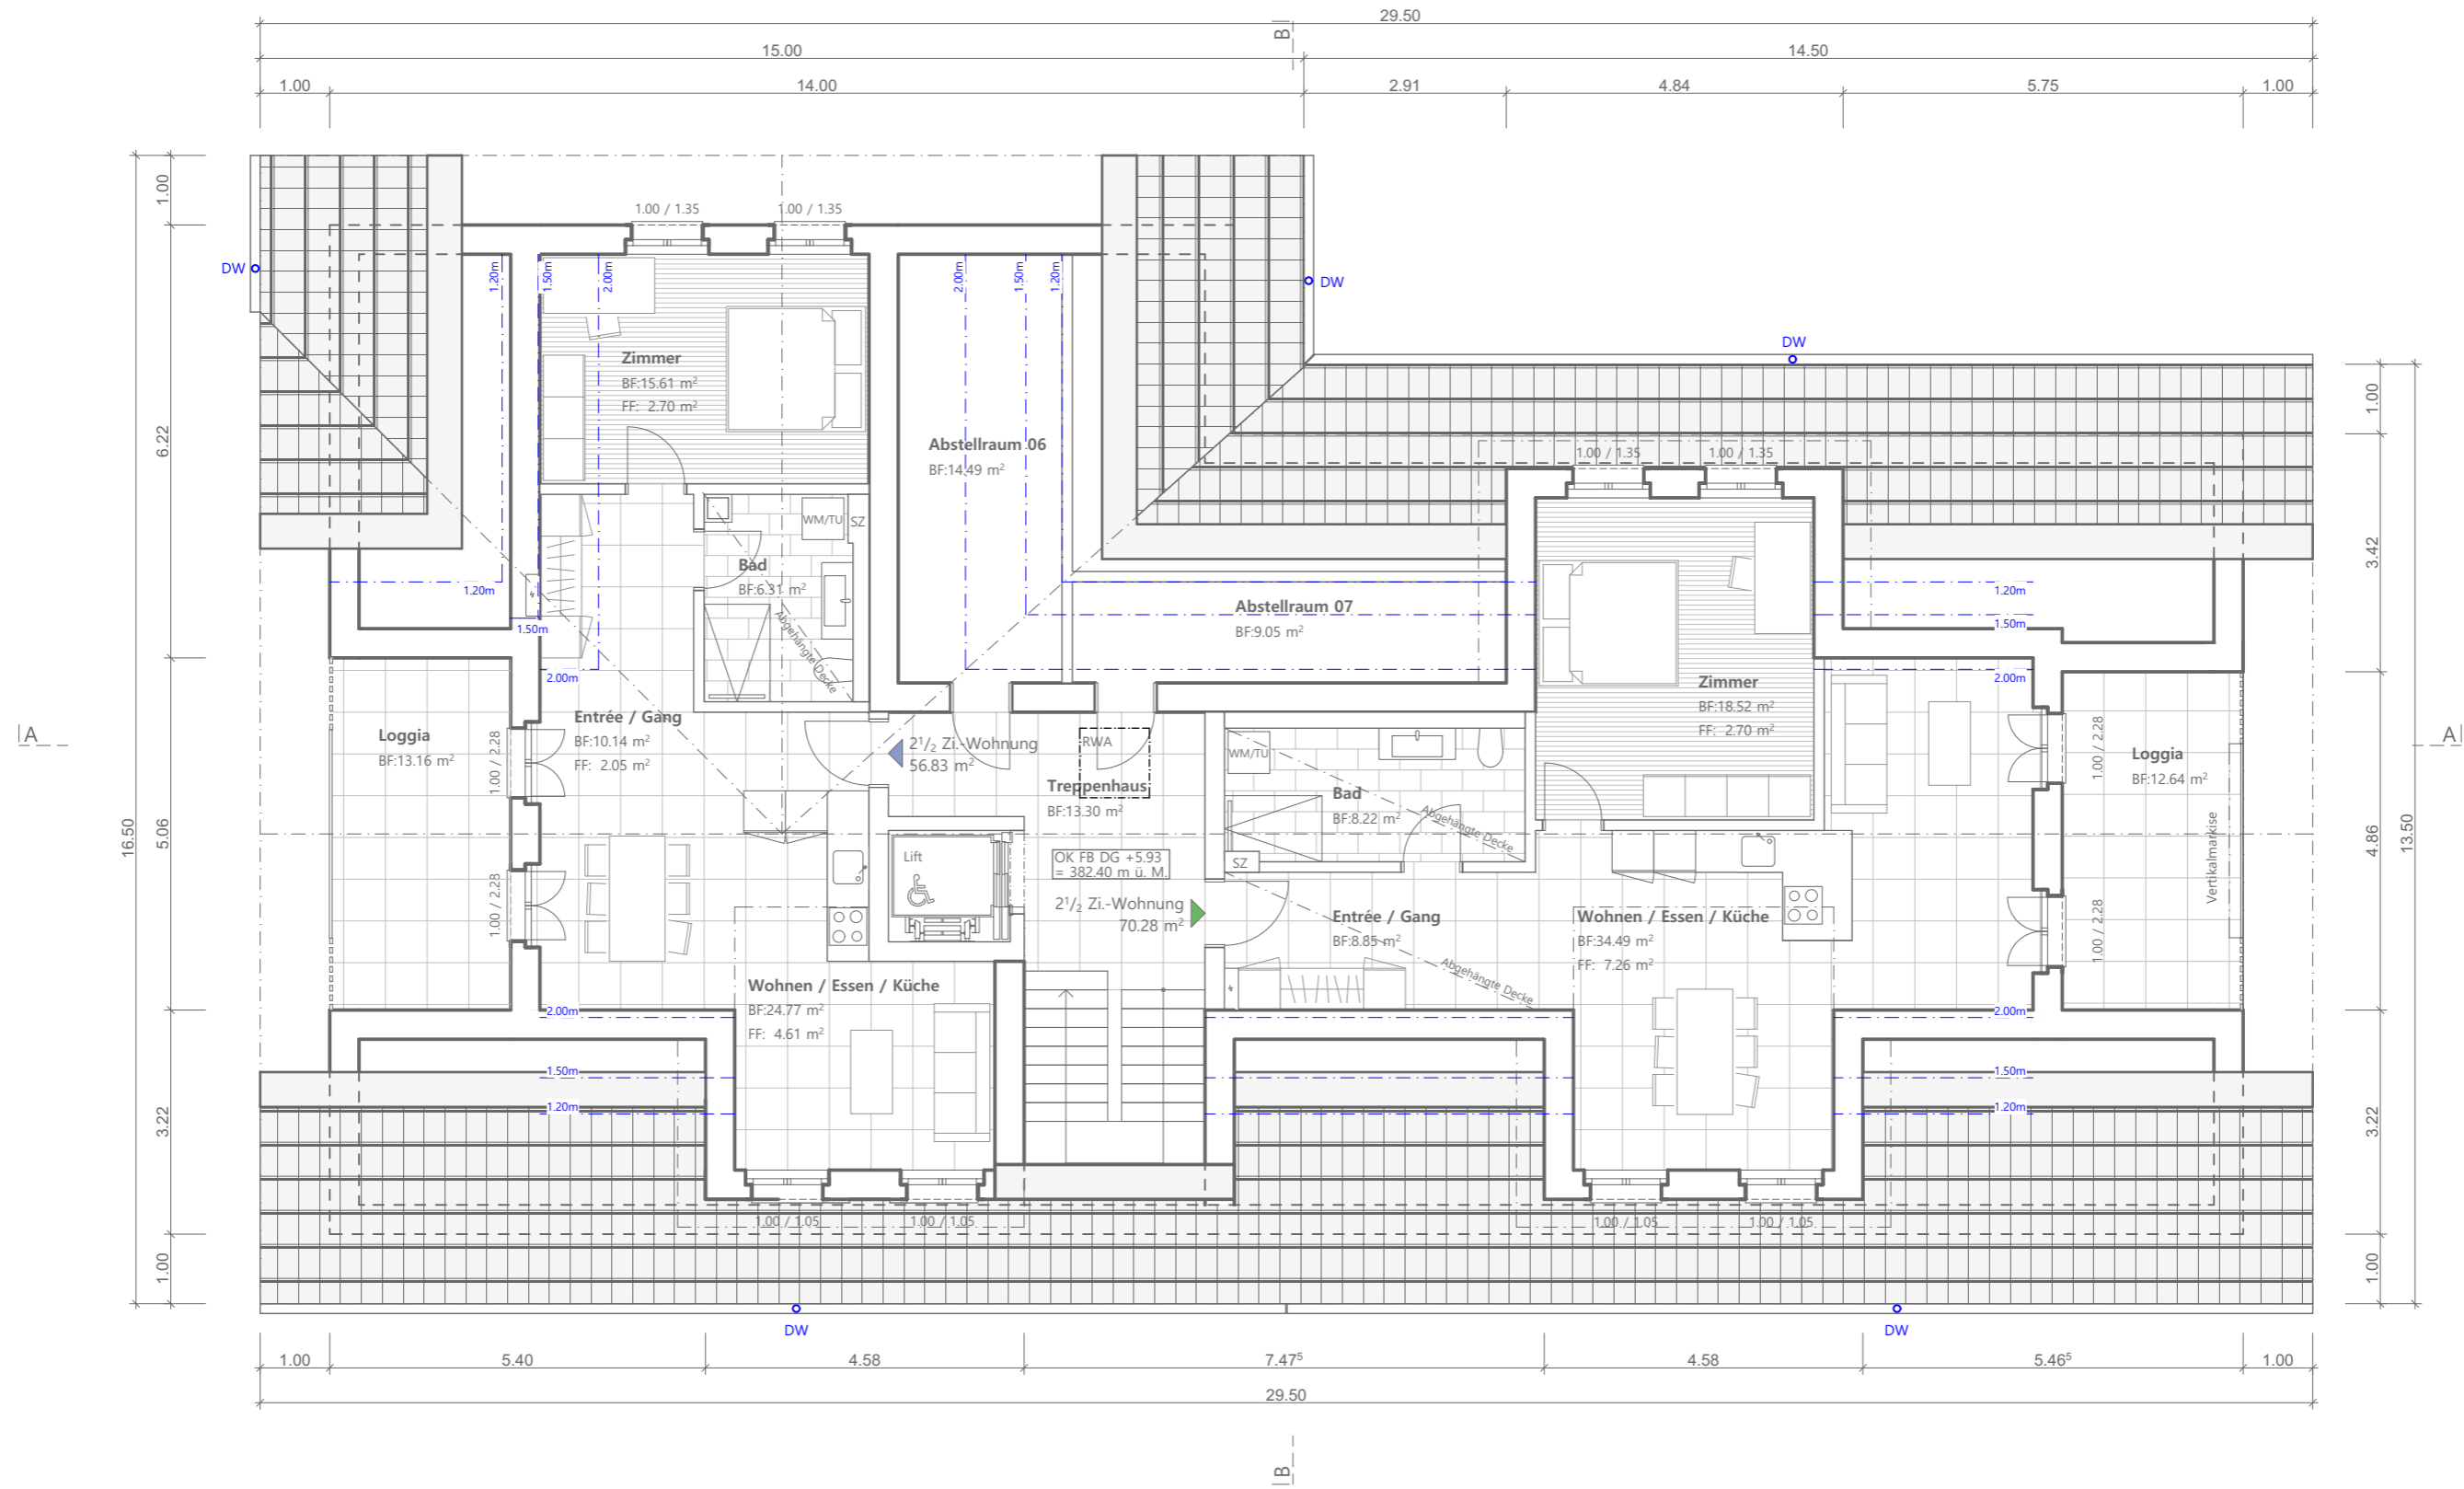 29.50
B
15.00
14.50
1.00
14.00
2.91
4.84
5.75
1.00
1.00
1.00 / 1.35
1.00 / 1.35
DW
1.20m
1.50m
2.00m
2.00m
1.50m
1.20m
DW
DW
Zimmer
BF:15.61 m²
FF: 2.70 m²
6.22
Abstellraum 06
BF:14.49 m²
1.00
1.00 / 1.35
1.00 / 1.35
3.42
WM/TU
SZ
Bad
BF:6.31 m²
Abgehängte Decke
1.20m
1.50m
2.00m
Abstellraum 07
BF:9.05 m²
1.20m
1.50m
2.00m
Zimmer
BF:18.52 m²
FF: 2.70 m²
A
Loggia
BF:13.16 m²
1.00 / 2.28
Entrée / Gang
BF:10.14 m²
FF: 2.05 m²
2¹/₂ Zi.-Wohnung
56.83 m²
RWA
Treppenhaus
BF:13.30 m²
WM/TU
Bad
BF:8.22 m²
Abgehängte Decke
SZ
1.00 / 2.28
Loggia
BF:12.64 m²
Vertikalmarkise
A
16.50
5.06
4.86
13.50
Lift
OK FB DG +5.93
= 382.40 m ü. M.
2¹/₂ Zi.-Wohnung
70.28 m²
1.00 / 2.28
Entrée / Gang
BF:8.85 m²
Abgehängte Decke
Wohnen / Essen / Küche
BF:34.49 m²
FF: 7.26 m²
1.00 / 2.28
Wohnen / Essen / Küche
BF:24.77 m²
FF: 4.61 m²
2.00m
1.50m
1.20m
2.00m
1.50m
1.20m
3.22
3.22
1.00 / 1.05
1.00 / 1.05
1.00 / 1.05
1.00 / 1.05
1.00
1.00
DW
DW
1.00
5.40
4.58
7.47⁵
4.58
5.46⁵
1.00
29.50
B